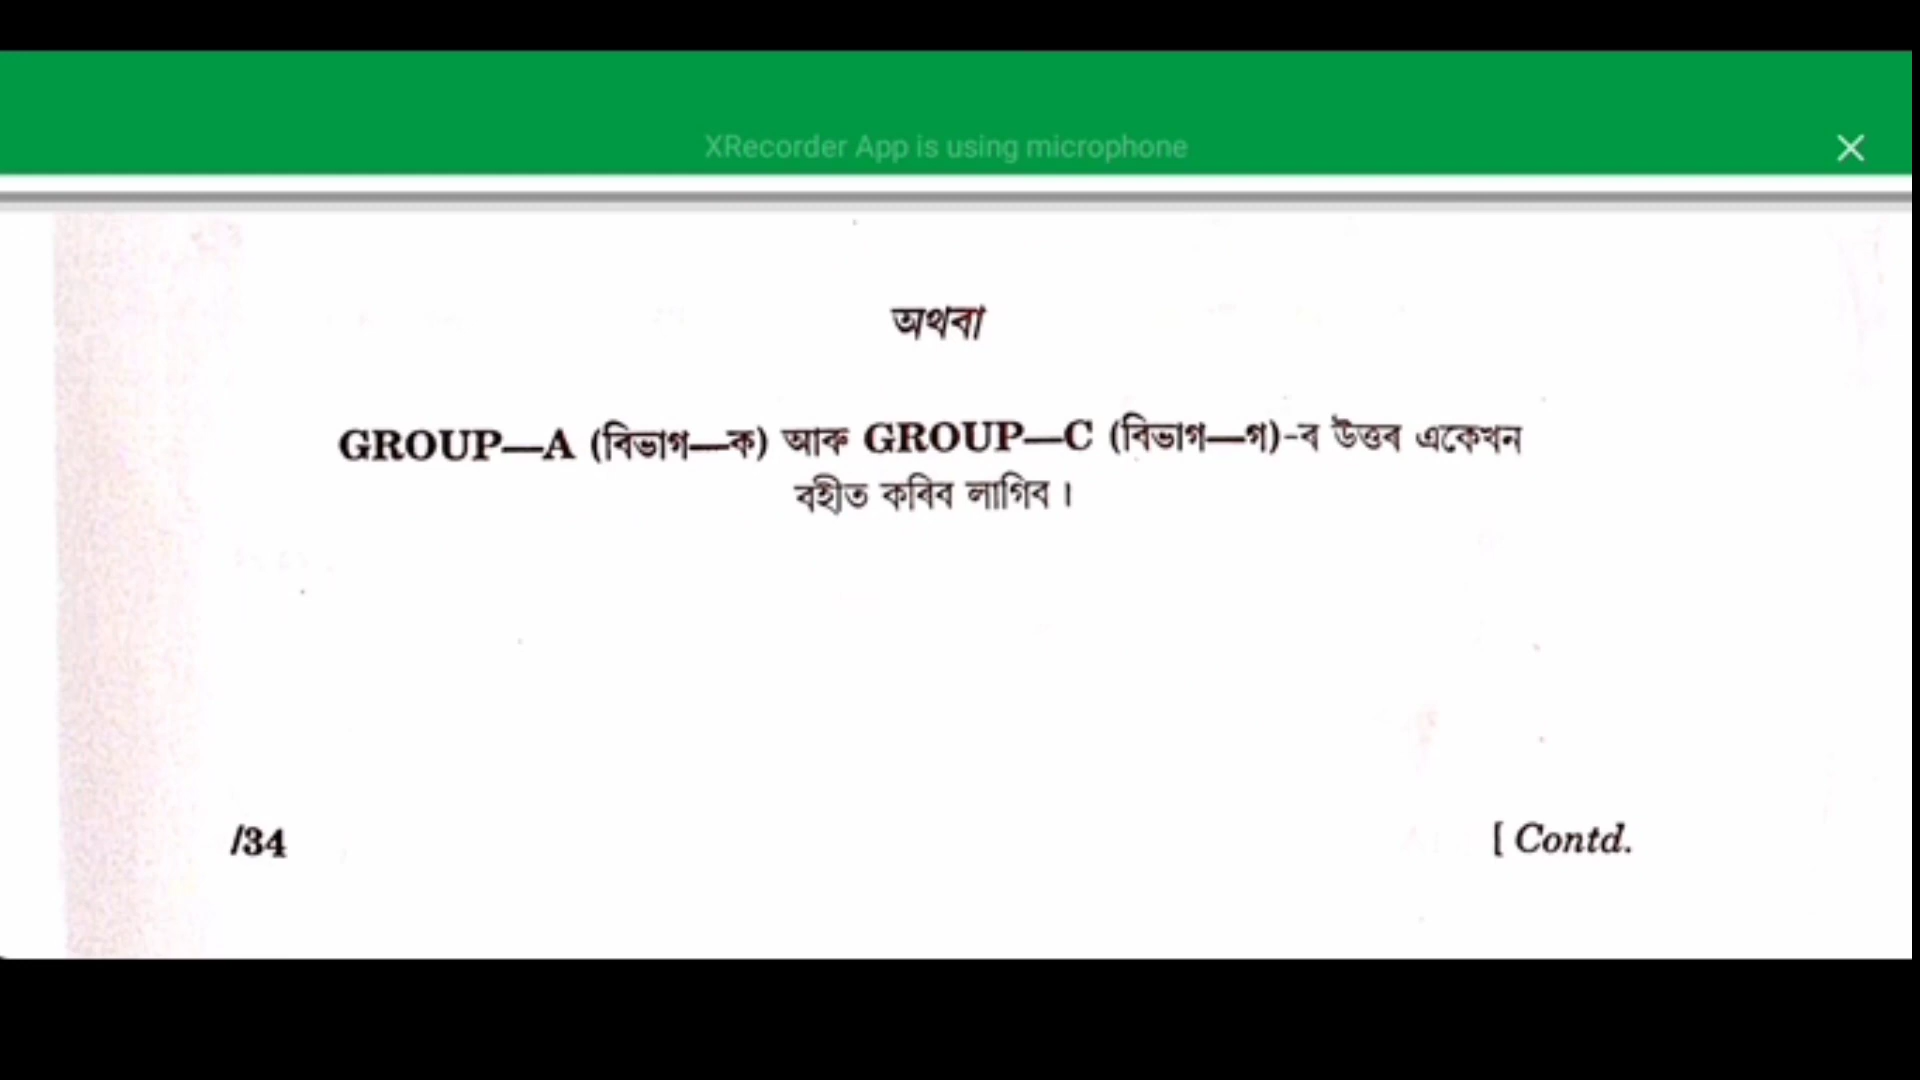 XRecorder App is using microphone
অথবা
GROUP—A (বিভাগ—ক) আৰু GROUP—C (বিভাগ—গ)-ৰ উত্তৰ একেখন
বহীত কৰিব লাগিব ।
/34 [ Contd.